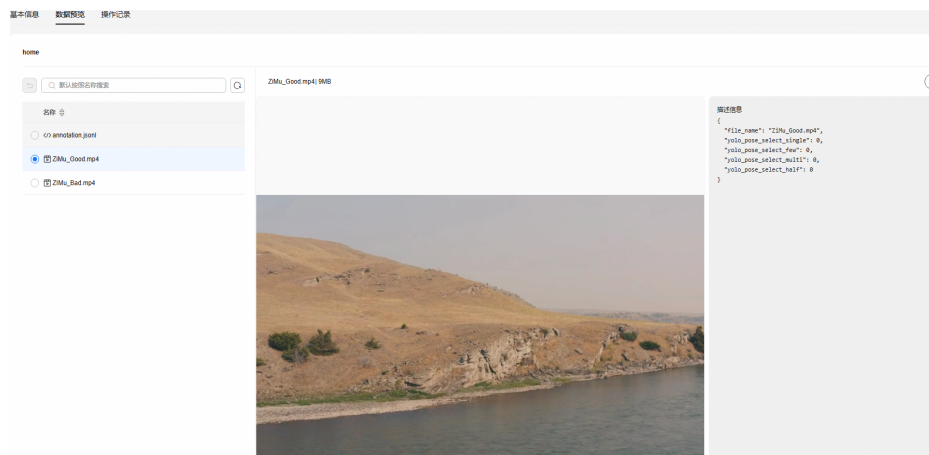 基本信息 数据预览 操作记录
home
默认按照名称搜索
ZiMu_Good.mp4| 9MB
名称
annotation.jsonl
ZiMu_Good.mp4
ZiMu_Bad.mp4
描述信息
{
"file_name": "ZiMu_Good.mp4",
"yolo_pose_select_single": 0,
"yolo_pose_select_few": 0,
"yolo_pose_select_multi": 0,
"yolo_pose_select_half": 0
}